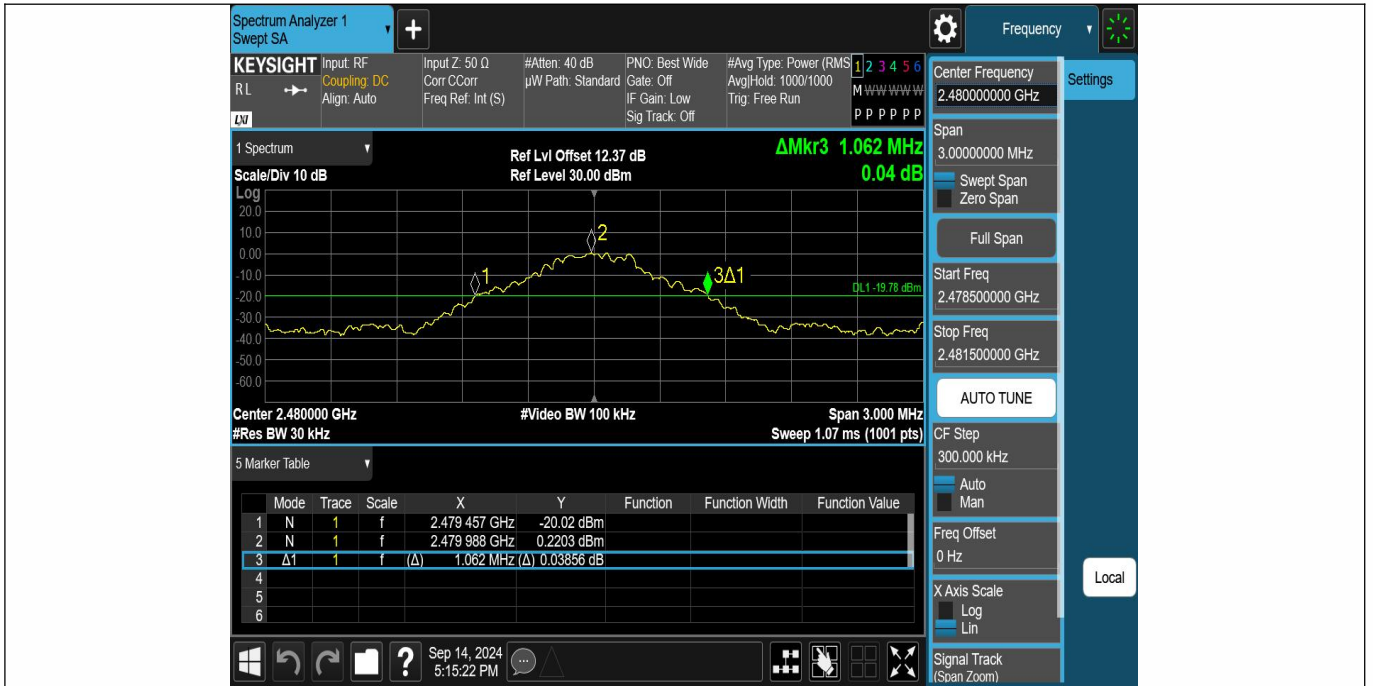 Spectrum Analyzer 1
Swept SA
+
Frequency
KEYSIGHT
RL
LXI
Input: RF
Coupling: DC
Align: Auto
Input Z: 50 Ω
Corr CCorr
Freq Ref: Int (S)
#Atten: 40 dB
µW Path: Standard
PNO: Best Wide
Gate: Off
IF Gain: Low
Sig Track: Off
#Avg Type: Power (RMS
Avg|Hold: 1000/1000
Trig: Free Run
1 2 3 4 5 6
M W W W W W
P P P P P P
1 Spectrum
Scale/Div 10 dB
Ref Lvl Offset 12.37 dB
Ref Level 30.00 dBm
ΔMkr3 1.062 MHz
0.04 dB
Log
20.0
10.0
0.00
-10.0
-20.0
-30.0
-40.0
-50.0
-60.0
1
2
3Δ1
DL1 -19.78 dBm
Center 2.480000 GHz
#Video BW 100 kHz
Span 3.000 MHz
#Res BW 30 kHz
Sweep 1.07 ms (1001 pts)
5 Marker Table
Mode Trace Scale X Y Function Function Width Function Value
1 N 1 f 2.479 457 GHz -20.02 dBm
2 N 1 f 2.479 988 GHz 0.2203 dBm
3 Δ1 1 f (Δ) 1.062 MHz (Δ) 0.03856 dB
4
5
6
?
Sep 14, 2024
5:15:22 PM
Center Frequency
2.480000000 GHz
Settings
Span
3.00000000 MHz
Swept Span
Zero Span
Full Span
Start Freq
2.478500000 GHz
Stop Freq
2.481500000 GHz
AUTO TUNE
CF Step
300.000 kHz
Auto
Man
Freq Offset
0 Hz
Local
X Axis Scale
Log
Lin
Signal Track
(Span Zoom)